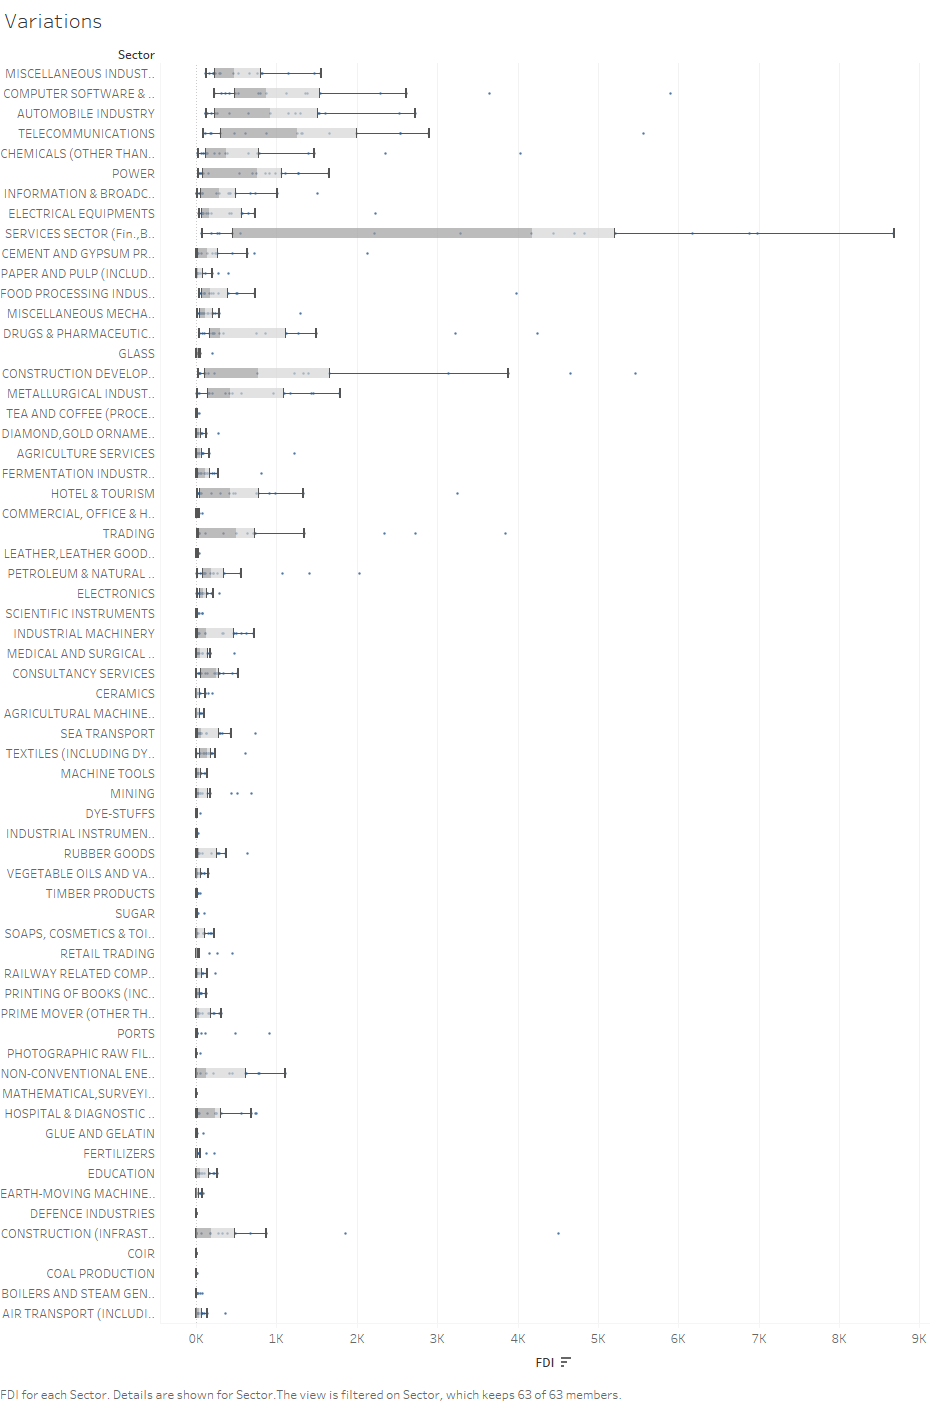 Variations
Sector
MISCELLANEOUS INDUST..
COMPUTER SOFTWARE & ..
AUTOMOBILE INDUSTRY
TELECOMMUNICATIONS
CHEMICALS (OTHER THAN..
POWER
INFORMATION & BROADC..
ELECTRICAL EQUIPMENTS
SERVICES SECTOR (Fin.,B..
CEMENT AND GYPSUM PR..
PAPER AND PULP (INCLUD..
FOOD PROCESSING INDUS..
MISCELLANEOUS MECHA..
DRUGS & PHARMACEUTIC..
GLASS
CONSTRUCTION DEVELOP..
METALLURGICAL INDUST..
TEA AND COFFEE (PROCE..
DIAMOND,GOLD ORNAME..
AGRICULTURE SERVICES
FERMENTATION INDUSTR..
HOTEL & TOURISM
COMMERCIAL, OFFICE & H..
TRADING
LEATHER,LEATHER GOOD..
PETROLEUM & NATURAL ..
ELECTRONICS
SCIENTIFIC INSTRUMENTS
INDUSTRIAL MACHINERY
MEDICAL AND SURGICAL ..
CONSULTANCY SERVICES
CERAMICS
AGRICULTURAL MACHINE..
SEA TRANSPORT
TEXTILES (INCLUDING DY..
MACHINE TOOLS
MINING
DYE-STUFFS
INDUSTRIAL INSTRUMEN..
RUBBER GOODS
VEGETABLE OILS AND VA..
TIMBER PRODUCTS
SUGAR
SOAPS, COSMETICS & TOI..
RETAIL TRADING
RAILWAY RELATED COMP..
PRINTING OF BOOKS (INC..
PRIME MOVER (OTHER TH..
PORTS
PHOTOGRAPHIC RAW FIL..
NON-CONVENTIONAL ENE..
MATHEMATICAL,SURVEYI..
HOSPITAL & DIAGNOSTIC ..
GLUE AND GELATIN
FERTILIZERS
EDUCATION
EARTH-MOVING MACHINE..
DEFENCE INDUSTRIES
CONSTRUCTION (INFRAST..
COIR
COAL PRODUCTION
BOILERS AND STEAM GEN..
AIR TRANSPORT (INCLUDI..
0K 1K 2K 3K 4K 5K 6K 7K 8K 9K
FDI
FDI for each Sector. Details are shown for Sector.The view is filtered on Sector, which keeps 63 of 63 members.